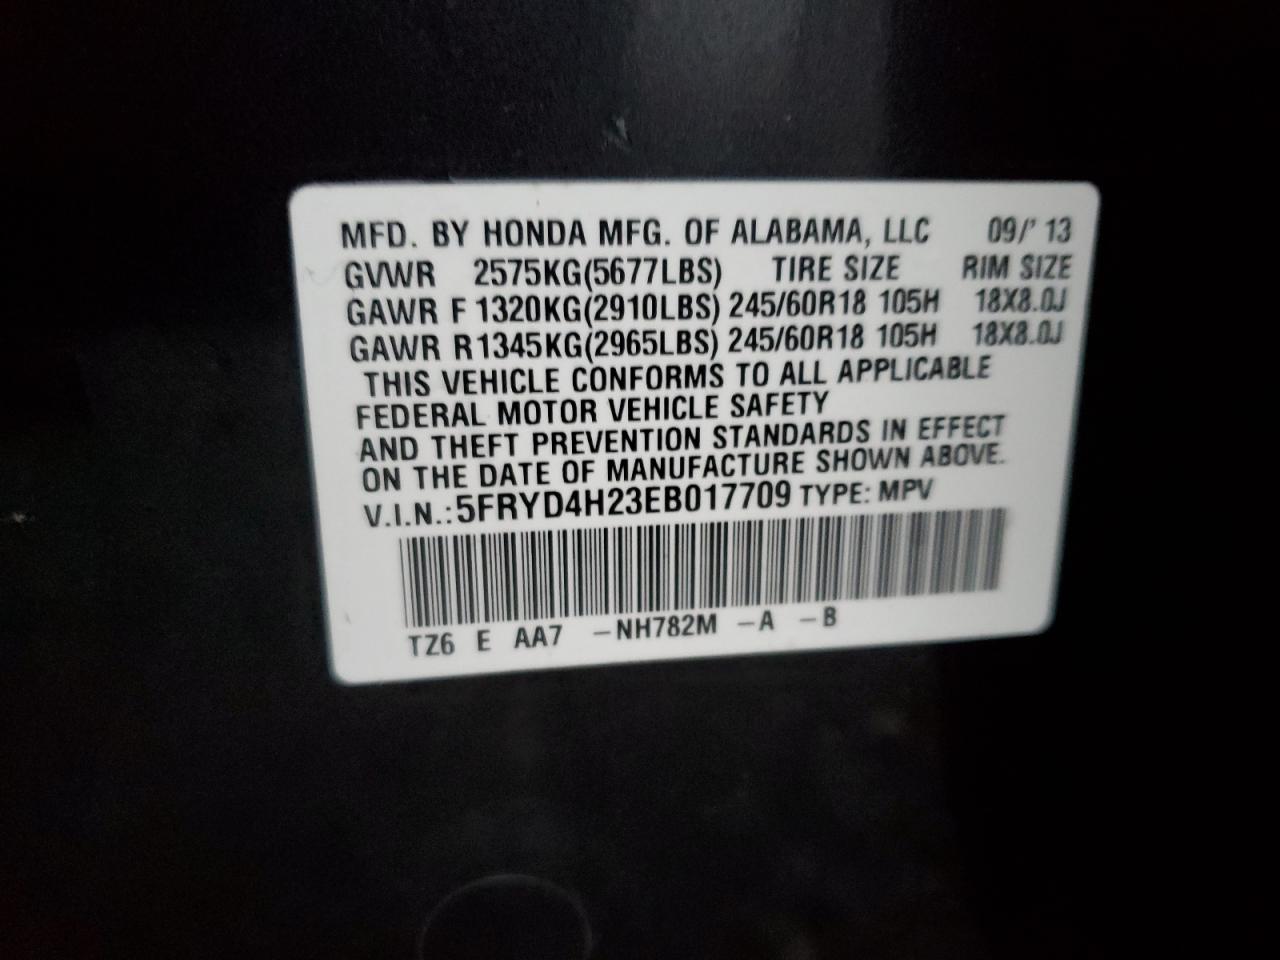 MFD. BY HONDA MFG. OF ALABAMA, LLC 09/' 13
GVWR 2575KG(5677LBS) TIRE SIZE RIM SIZE
GAWR F 1320KG(2910LBS) 245/60R18 105H 18X8.0J
GAWR R 1345KG(2965LBS) 245/60R18 105H 18X8.0J
THIS VEHICLE CONFORMS TO ALL APPLICABLE
FEDERAL MOTOR VEHICLE SAFETY
AND THEFT PREVENTION STANDARDS IN EFFECT
ON THE DATE OF MANUFACTURE SHOWN ABOVE.
V.I.N.: 5FRYD4H23EB017709 TYPE: MPV
TZ6 E AA7 -NH782M -A -B